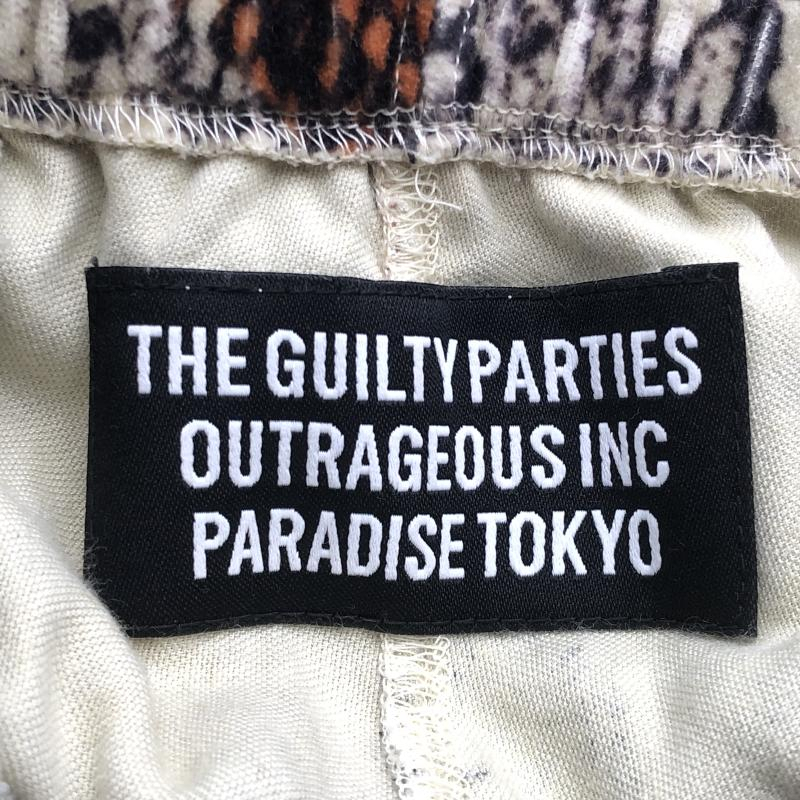 THE GUILTY PARTIES
OUTRAGEOUS INC
PARADISE TOKYO